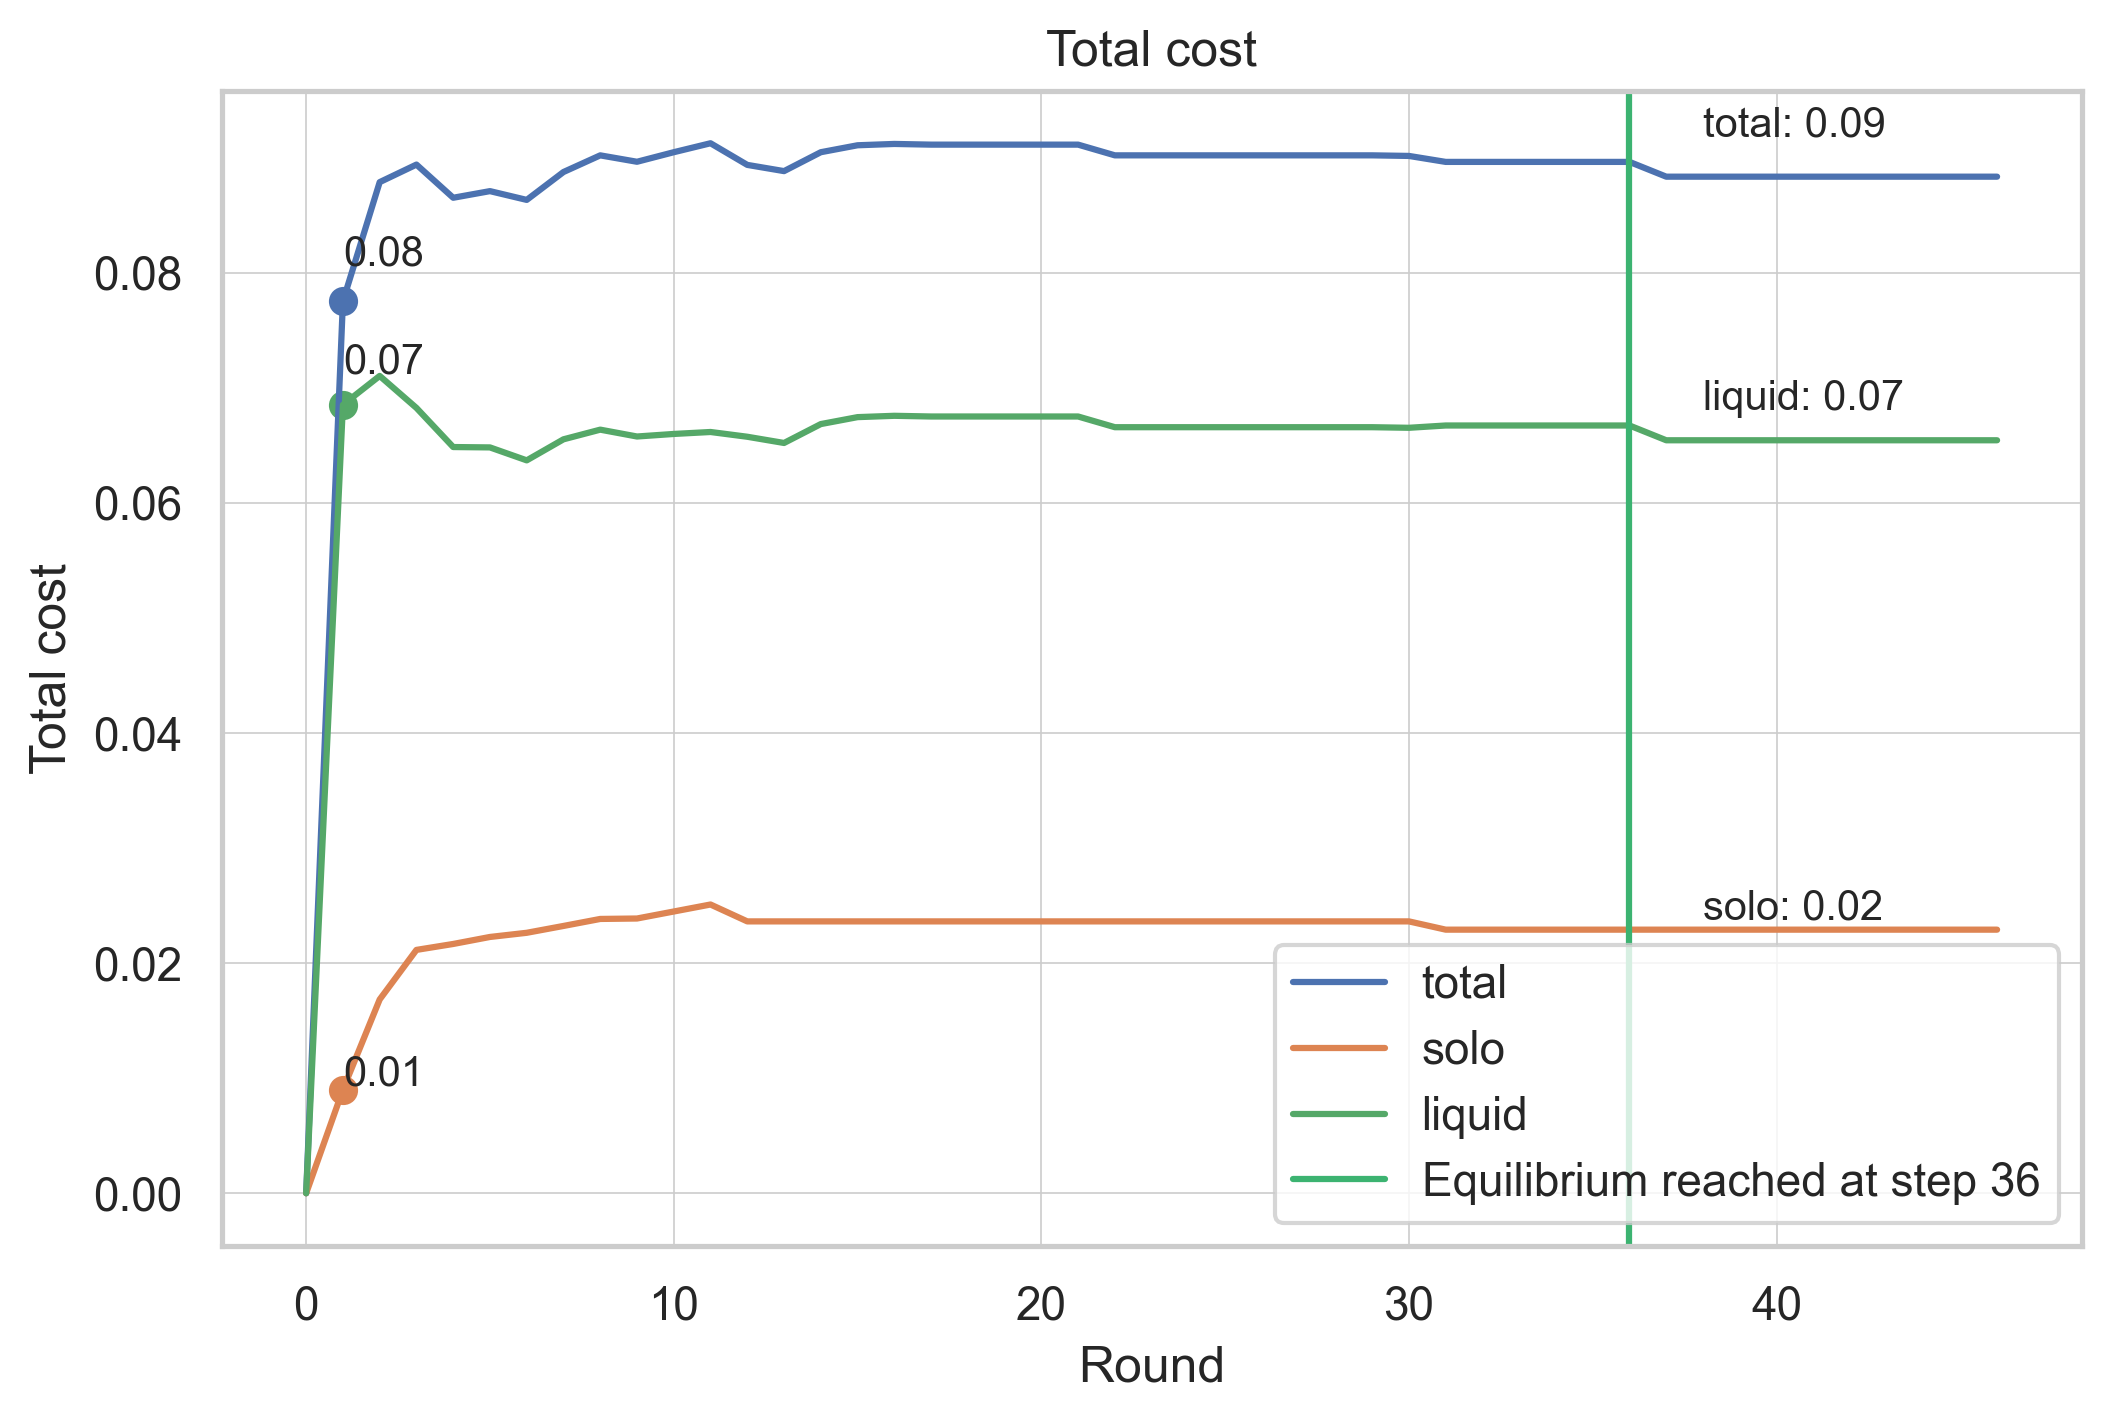 Total cost
total: 0.09
0.08
0.08
0.07
liquid: 0.07
0.06
Total cost
0.04
solo: 0.02
0.02
total
solo
0.01
liquid
Equilibrium reached at step 36
0.00
0 10 20 30 40
Round